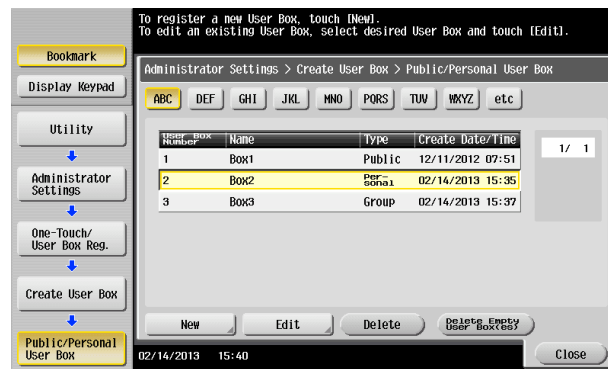 To register a new User Box, touch [New].
To edit an existing User Box, select desired User Box and touch [Edit].
Bookmark
Display Keypad
Utility
Administrator
Settings
One-Touch/
User Box Reg.
Create User Box
Public/Personal
User Box
Administrator Settings > Create User Box > Public/Personal User Box
ABC DEF GHI JKL MNO PQRS TUV WXYZ etc
User Box
Number Name Type Create Date/Time
1 Box1 Public 12/11/2012 07:51
2 Box2 Per-
sonal 02/14/2013 15:35
3 Box3 Group 02/14/2013 15:37
1/ 1
New Edit Delete Delete Empty
User Box(es)
02/14/2013 15:40 Close